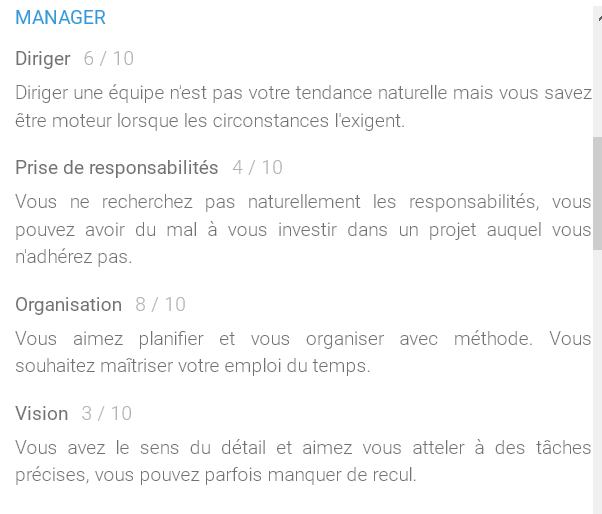 MANAGER
Diriger 6 / 10
Diriger une équipe n'est pas votre tendance naturelle mais vous savez
être moteur lorsque les circonstances l'exigent.
Prise de responsabilités 4 / 10
Vous ne recherchez pas naturellement les responsabilités, vous
pouvez avoir du mal à vous investir dans un projet auquel vous
n'adhérez pas.
Organisation 8 / 10
Vous aimez planifier et vous organiser avec méthode. Vous
souhaitez maîtriser votre emploi du temps.
Vision 3 / 10
Vous avez le sens du détail et aimez vous atteler à des tâches
précises, vous pouvez parfois manquer de recul.